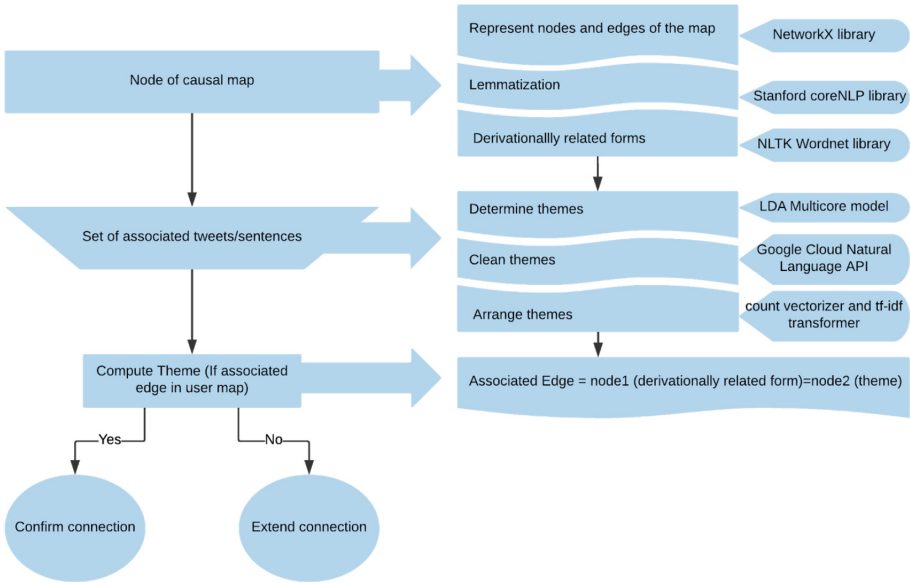 Represent nodes and edges of the map
NetworkX library
Node of causal map
Lemmatization
Stanford coreNLP library
Derivationallly related forms
NLTK Wordnet library
Determine themes
LDA Multicore model
Set of associated tweets/sentences
Clean themes
Google Cloud Natural
Language API
Arrange themes
count vectorizer and tf-idf
transformer
Compute Theme (If associated
edge in user map)
Associated Edge = node1 (derivationally related form)=node2 (theme)
Yes
No
Confirm connection
Extend connection